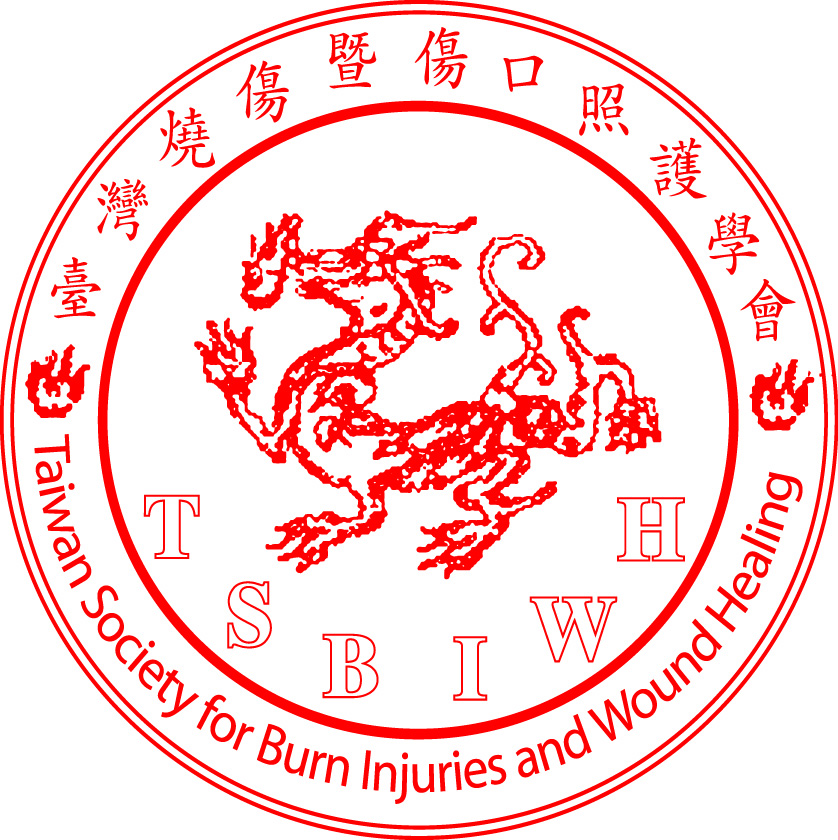 臺灣燒傷暨傷口照護學會
TSBIWH
Taiwan Society for Burn Injuries and Wound Healing